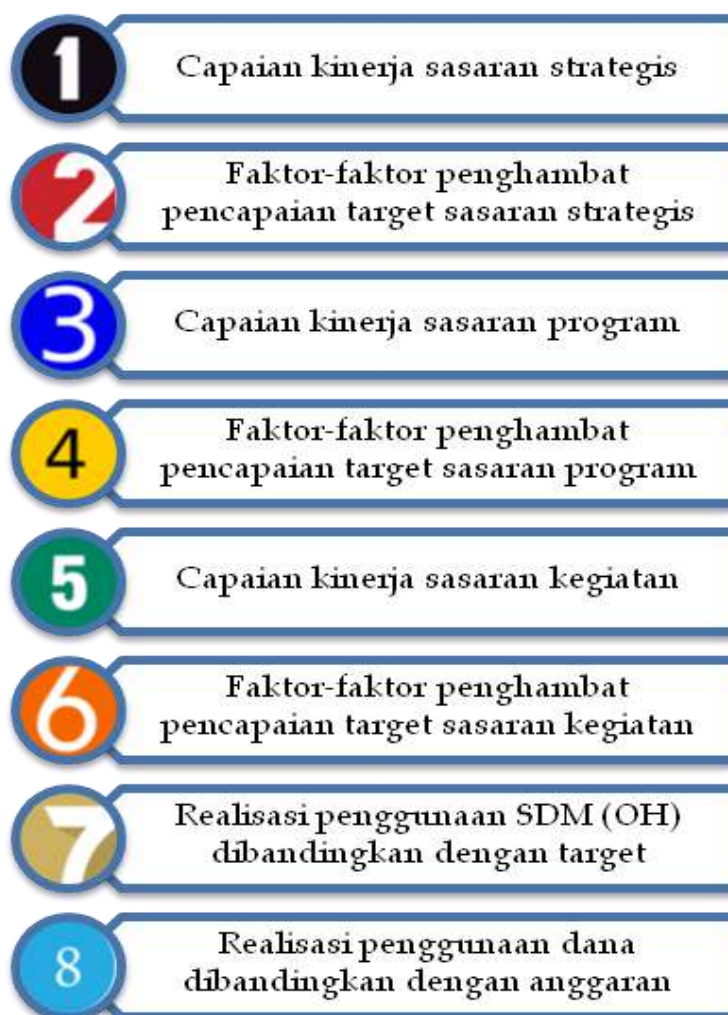 1
Capaian kinerja sasaran strategis
2
Faktor-faktor penghambat
pencapaian target sasaran strategis
3
Capaian kinerja sasaran program
4
Faktor-faktor penghambat
pencapaian target sasaran program
5
Capaian kinerja sasaran kegiatan
6
Faktor-faktor penghambat
pencapaian target sasaran kegiatan
7
Realisasi penggunaan SDM (OH)
dibandingkan dengan target
8
Realisasi penggunaan dana
dibandingkan dengan anggaran